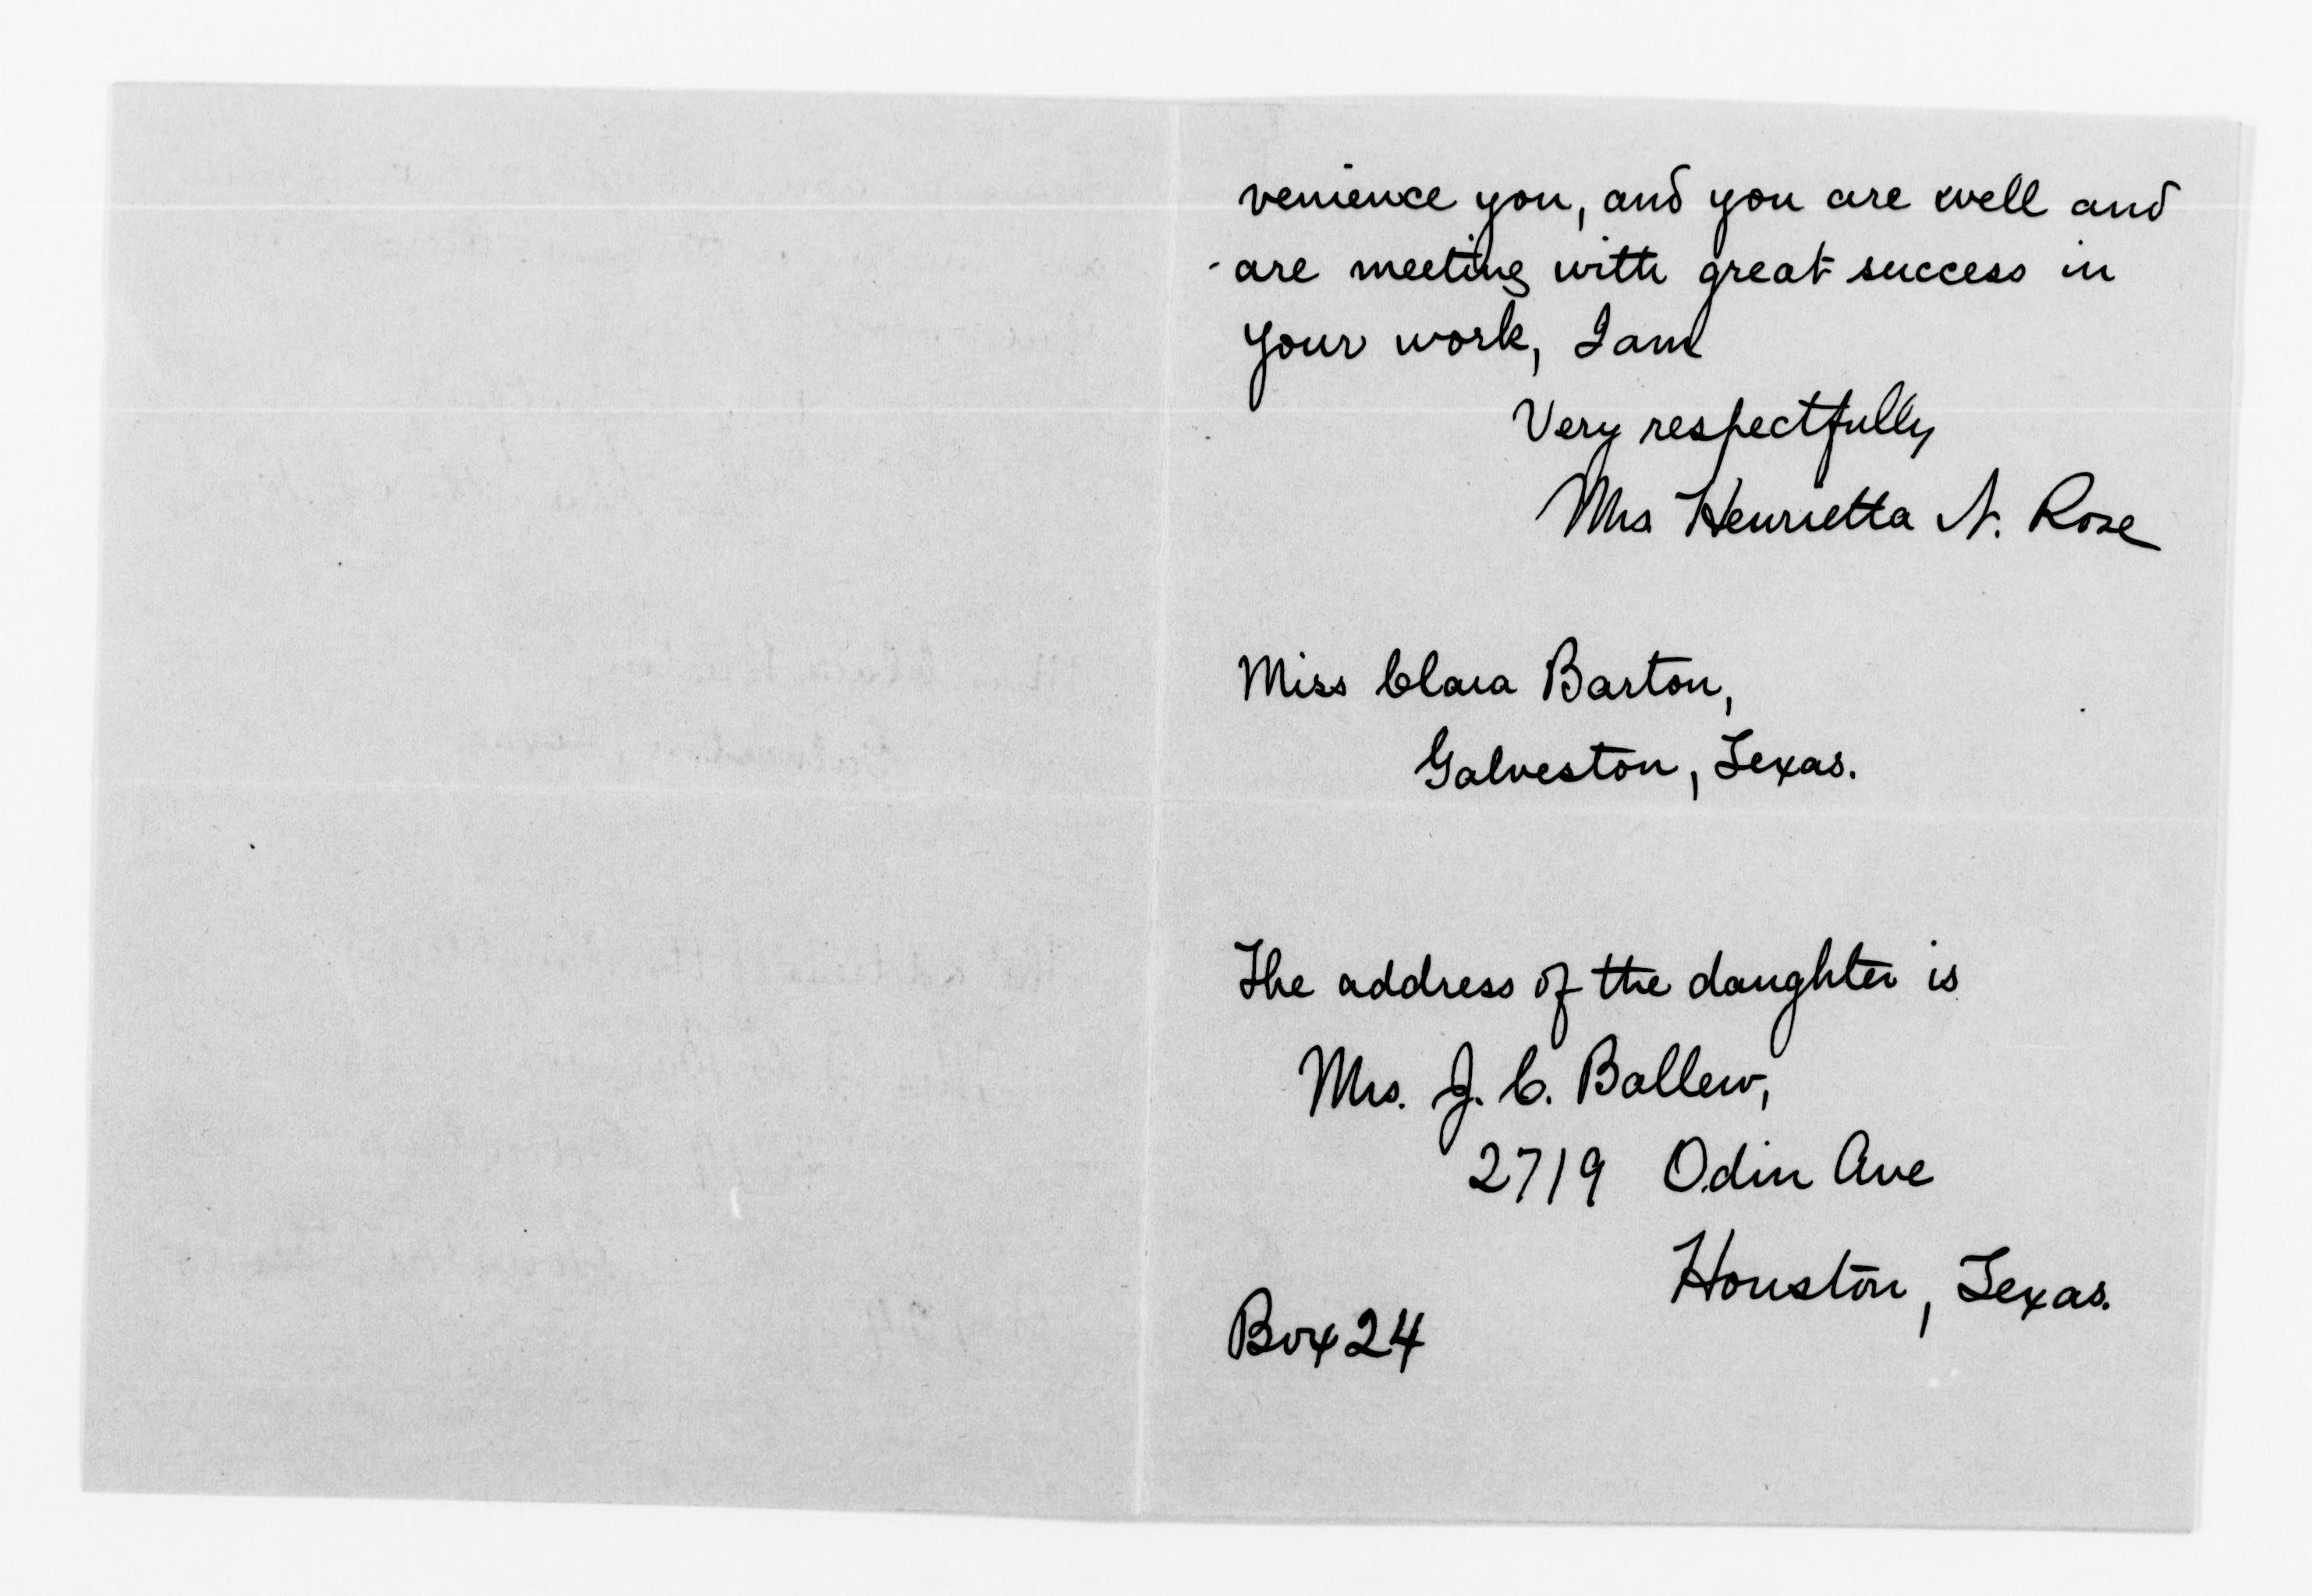 venience you, and you are well and
are meeting with great success in
your work, I am
Very respectfully
Mrs Henrietta N. Rose
Miss Clara Barton,
Galveston, Texas.
The address of the daughter is
Mrs. J. C. Ballew,
2719 Odin Ave
Houston, Texas.
Box 24